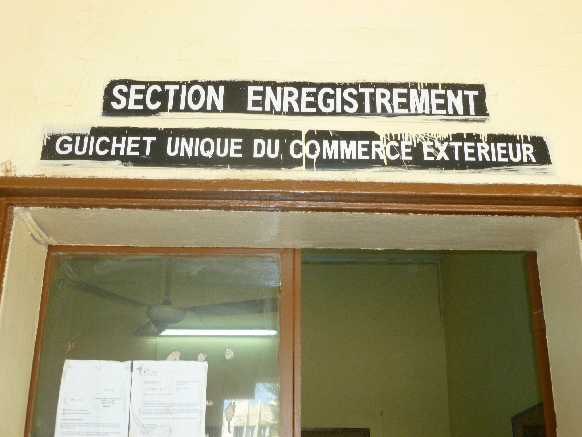 SECTION ENREGISTREMENT
GUICHET UNIQUE DU COMMERCE EXTERIEUR